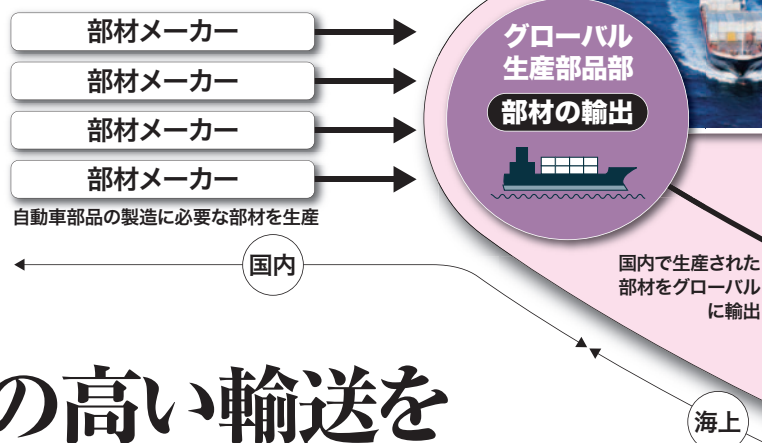 部材メーカー
部材メーカー
部材メーカー
部材メーカー
自動車部品の製造に必要な部材を生産
グローバル
生産部品部
部材の輸出
国内
国内で生産された
部材をグローバル
に輸出
の高い輸送を
海上